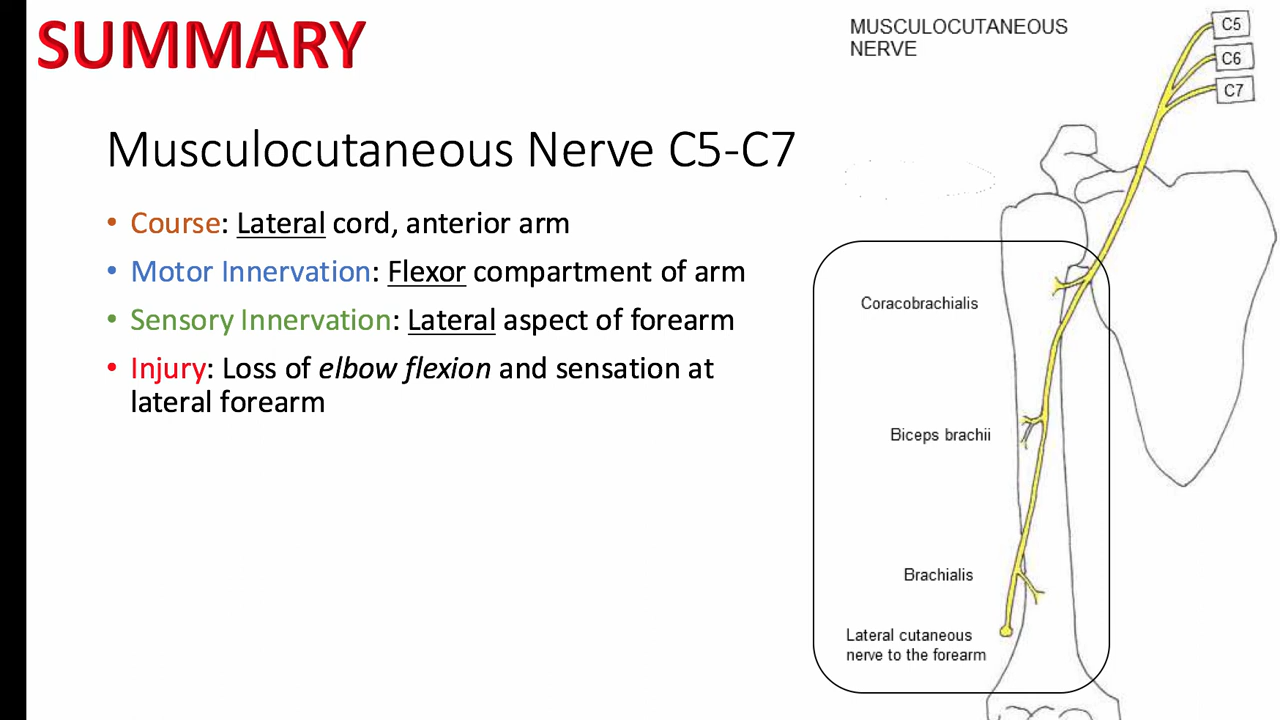 SUMMARY
Musculocutaneous Nerve C5-C7
• Course: Lateral cord, anterior arm
• Motor Innervation: Flexor compartment of arm
• Sensory Innervation: Lateral aspect of forearm
• Injury: Loss of elbow flexion and sensation at
lateral forearm
MUSCULOCUTANEOUS
NERVE
C5
C6
C7
Coracobrachialis
Biceps brachii
Brachialis
Lateral cutaneous
nerve to the forearm